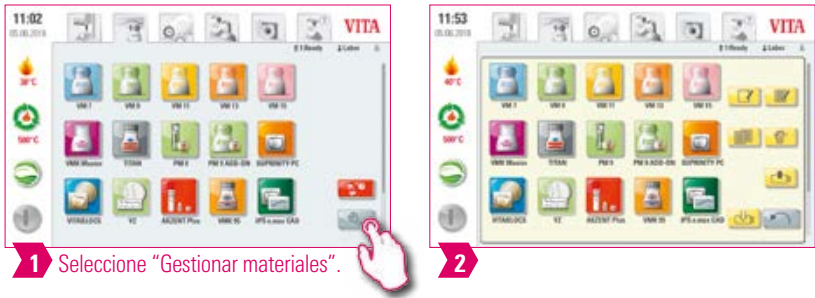 11:02
05.06.2019
VITA
30°C
500°C
VM 7
VM 9
VM 11
VM 13
VM 15
VMK Master
TITAN
PM 9
PM 9 ADD-ON
SUPRINITY PC
VITABLOCS
YZ
AKZENT Plus
VMK 95
IPS e.max CAD
1 Seleccione “Gestionar materiales”.
11:53
VITA
40°C
500°C
VM 7
VM 9
VM 11
VM 13
VM 15
VMK Master
TITAN
PM 9
PM 9 ADD-ON
SUPRINITY PC
VITABLOCS
YZ
AKZENT Plus
VMK 95
IPS e.max CAD
2